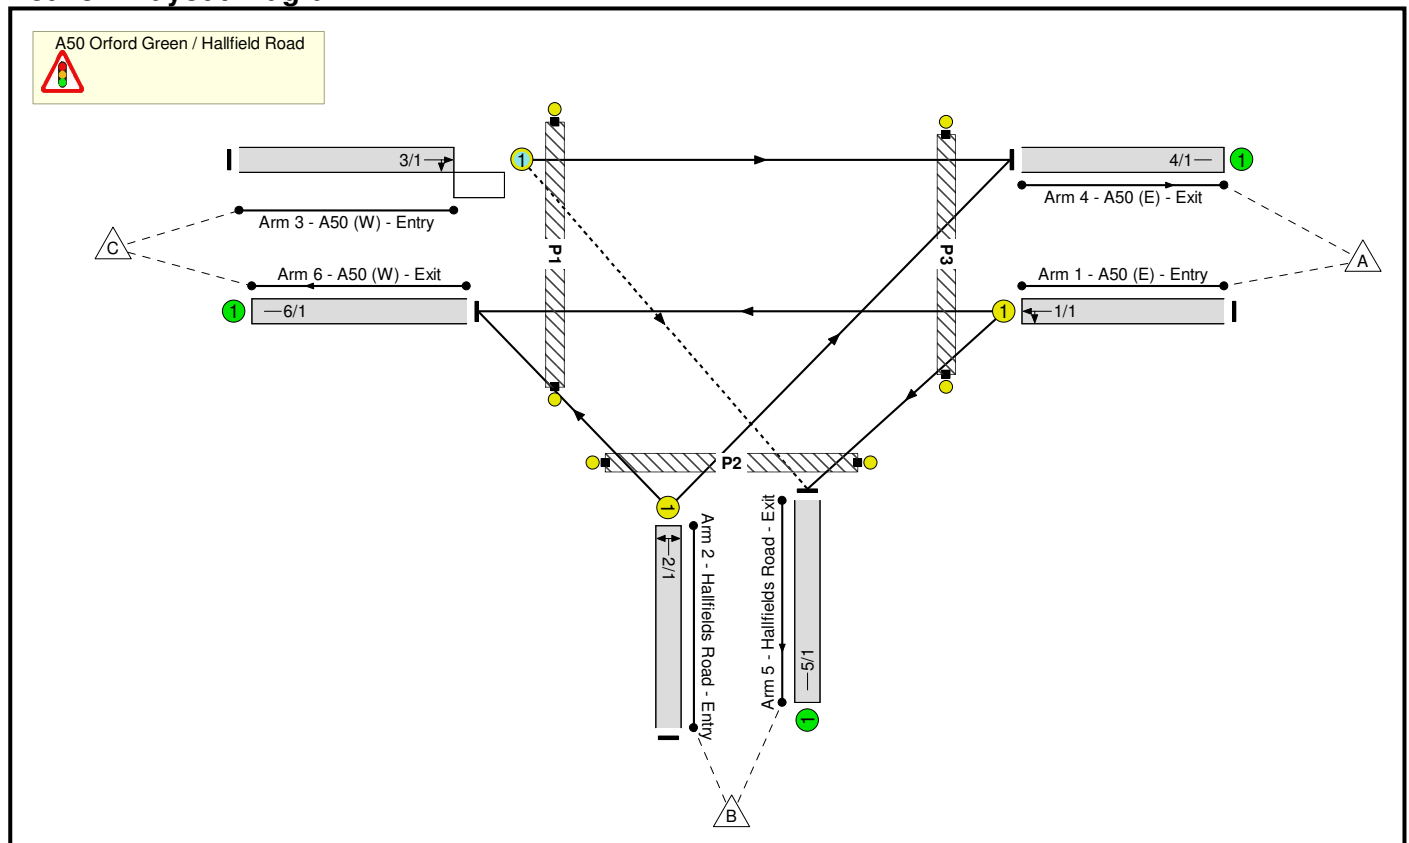 A50 Orford Green / Hallfield Road
1
3/1
4/1
1
Arm 4 - A50 (E) - Exit
Arm 3 - A50 (W) - Entry
C
P1
P3
A
Arm 6 - A50 (W) - Exit
Arm 1 - A50 (E) - Entry
1
6/1
1
1/1
P2
1
2/1
Arm 2 - Hallfields Road - Entry
Arm 5 - Hallfields Road - Exit
5/1
1
B